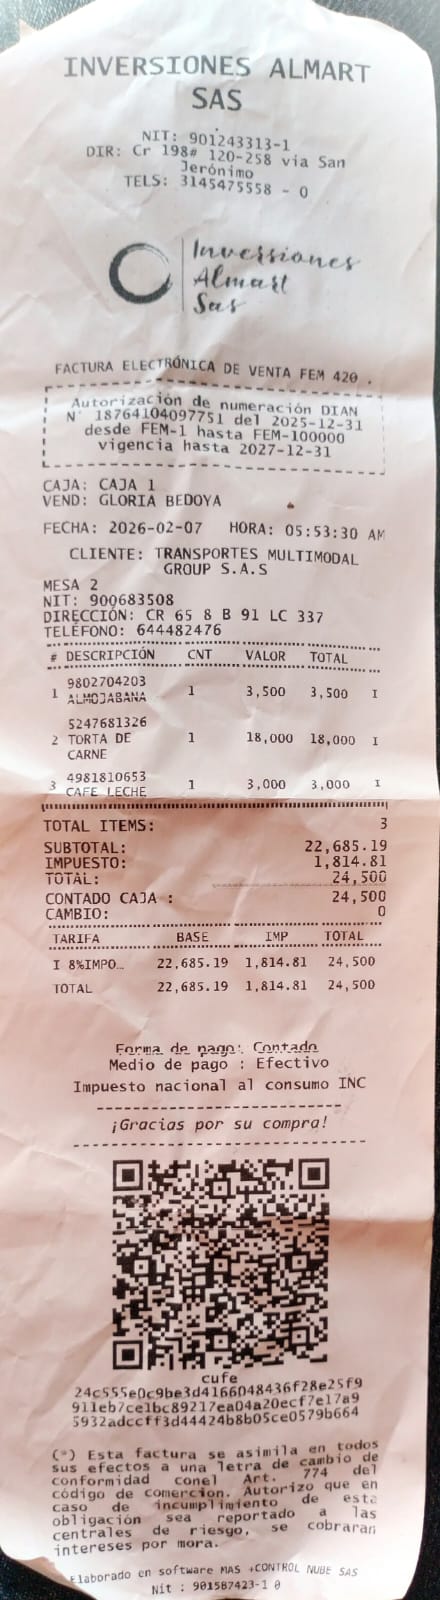 INVERSIONES ALMART
SAS
NIT: 901243313-1
DIR: Cr 198# 120-258 via San
Jerónimo
TELS: 3145475558 - 0
Inversiones
Almart
Sas
FACTURA ELECTRÓNICA DE VENTA FEM 420 .
Autorización de numeración DIAN
N° 18764104097751 del 2025-12-31
desde FEM-1 hasta FEM-100000
vigencia hasta 2027-12-31
CAJA: CAJA 1
VEND: GLORIA BEDOYA
FECHA: 2026-02-07 HORA: 05:53:30 AM
CLIENTE: TRANSPORTES MULTIMODAL
GROUP S.A.S
MESA 2
NIT: 900683508
DIRECCIÓN: CR 65 8 B 91 LC 337
TELÉFONO: 644482476
# DESCRIPCIÓN CNT VALOR TOTAL
9802704203
1 ALMOJABANA 1 3,500 3,500 I
5247681326
2 TORTA DE 1 18,000 18,000 I
CARNE
3 4981810653 1 3,000 3,000 I
CAFE LECHE
TOTAL ITEMS: 3
SUBTOTAL: 22,685.19
IMPUESTO: 1,814.81
TOTAL: 24,500
CONTADO CAJA : 24,500
CAMBIO: 0
TARIFA BASE IMP TOTAL
I 8%IMPO… 22,685.19 1,814.81 24,500
TOTAL 22,685.19 1,814.81 24,500
Forma de pago: Contado
Medio de pago : Efectivo
Impuesto nacional al consumo INC
¡Gracias por su compra!
cufe
24c555e0c9be3d4166048436f28e25f9
911eb7ce1bc89217ea04a20ecf7e17a9
5932adccff3d44424b8b05ce0579b664
(*) Esta factura se asimila en todos
sus efectos a una letra de cambio de
conformidad conel Art. 774 del
código de comercion. Autorizo que en
caso de incumplimiento de esta
obligación sea reportado a las
centrales de riesgo, se cobraran
intereses por mora.
Elaborado en software MAS +CONTROL NUBE SAS
Nit : 901587423-1 0